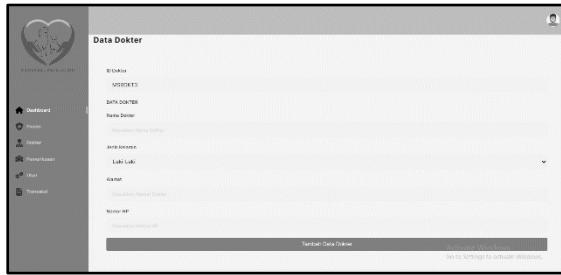 Data Dokter
ID Dokter
DATA DOKTER
Nama Dokter
Jenis Kelamin
Laki Laki
Alamat
Nomor HP
Tambah Data Dokter
Dashboard
Pasien
Dokter
Pemeriksaan
Obat
Transaksi
Activate Windows
Go to Settings to activate Windows.